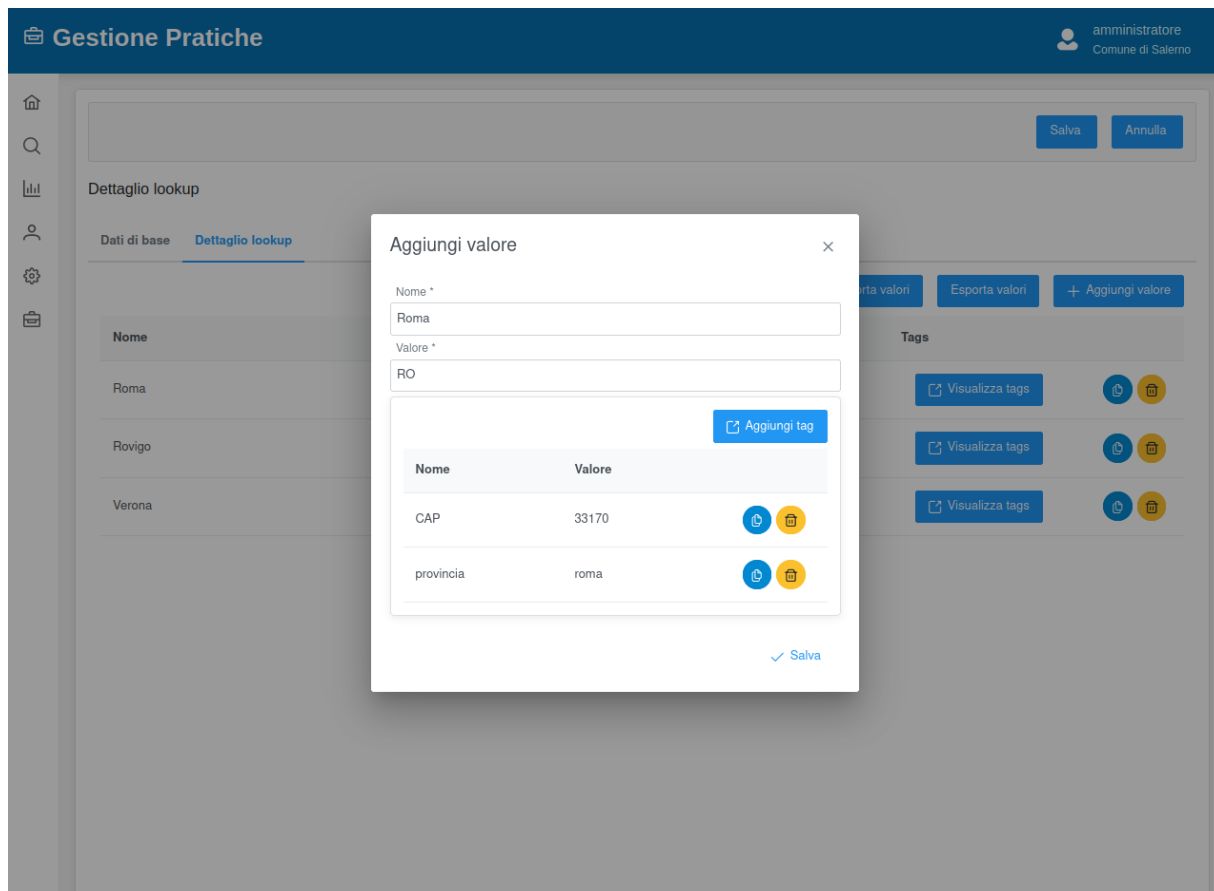 Gestione Pratiche
amministratore
Comune di Salerno
Salva Annulla
Dettaglio lookup
Dati di base Dettaglio lookup
rta valori Esporta valori + Aggiungi valore
Nome Tags
Roma Visualizza tags
Rovigo Visualizza tags
Verona Visualizza tags
Aggiungi valore
Nome *
Roma
Valore *
RO
Aggiungi tag
Nome Valore
CAP 33170
provincia roma
Salva